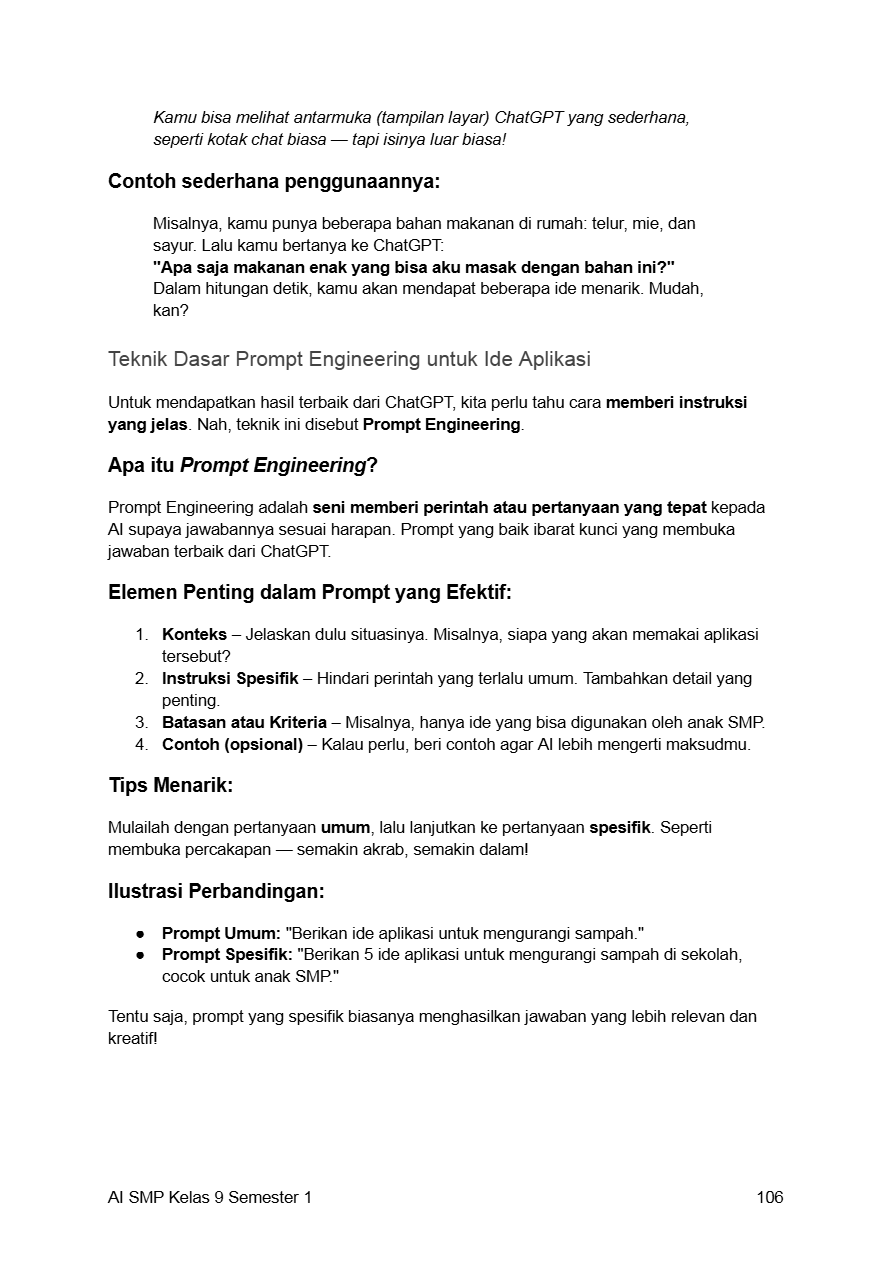 Kamu bisa melihat antarmuka (tampilan layar) ChatGPT yang sederhana,
seperti kotak chat biasa — tapi isinya luar biasa!
Contoh sederhana penggunaannya:
Misalnya, kamu punya beberapa bahan makanan di rumah: telur, mie, dan
sayur. Lalu kamu bertanya ke ChatGPT:
"Apa saja makanan enak yang bisa aku masak dengan bahan ini?"
Dalam hitungan detik, kamu akan mendapat beberapa ide menarik. Mudah,
kan?
Teknik Dasar Prompt Engineering untuk Ide Aplikasi
Untuk mendapatkan hasil terbaik dari ChatGPT, kita perlu tahu cara memberi instruksi
yang jelas. Nah, teknik ini disebut Prompt Engineering.
Apa itu Prompt Engineering?
Prompt Engineering adalah seni memberi perintah atau pertanyaan yang tepat kepada
AI supaya jawabannya sesuai harapan. Prompt yang baik ibarat kunci yang membuka
jawaban terbaik dari ChatGPT.
Elemen Penting dalam Prompt yang Efektif:
1. Konteks – Jelaskan dulu situasinya. Misalnya, siapa yang akan memakai aplikasi
tersebut?
2. Instruksi Spesifik – Hindari perintah yang terlalu umum. Tambahkan detail yang
penting.
3. Batasan atau Kriteria – Misalnya, hanya ide yang bisa digunakan oleh anak SMP.
4. Contoh (opsional) – Kalau perlu, beri contoh agar AI lebih mengerti maksudmu.
Tips Menarik:
Mulailah dengan pertanyaan umum, lalu lanjutkan ke pertanyaan spesifik. Seperti
membuka percakapan — semakin akrab, semakin dalam!
Ilustrasi Perbandingan:
● Prompt Umum: "Berikan ide aplikasi untuk mengurangi sampah."
● Prompt Spesifik: "Berikan 5 ide aplikasi untuk mengurangi sampah di sekolah,
cocok untuk anak SMP."
Tentu saja, prompt yang spesifik biasanya menghasilkan jawaban yang lebih relevan dan
kreatif!
AI SMP Kelas 9 Semester 1 106